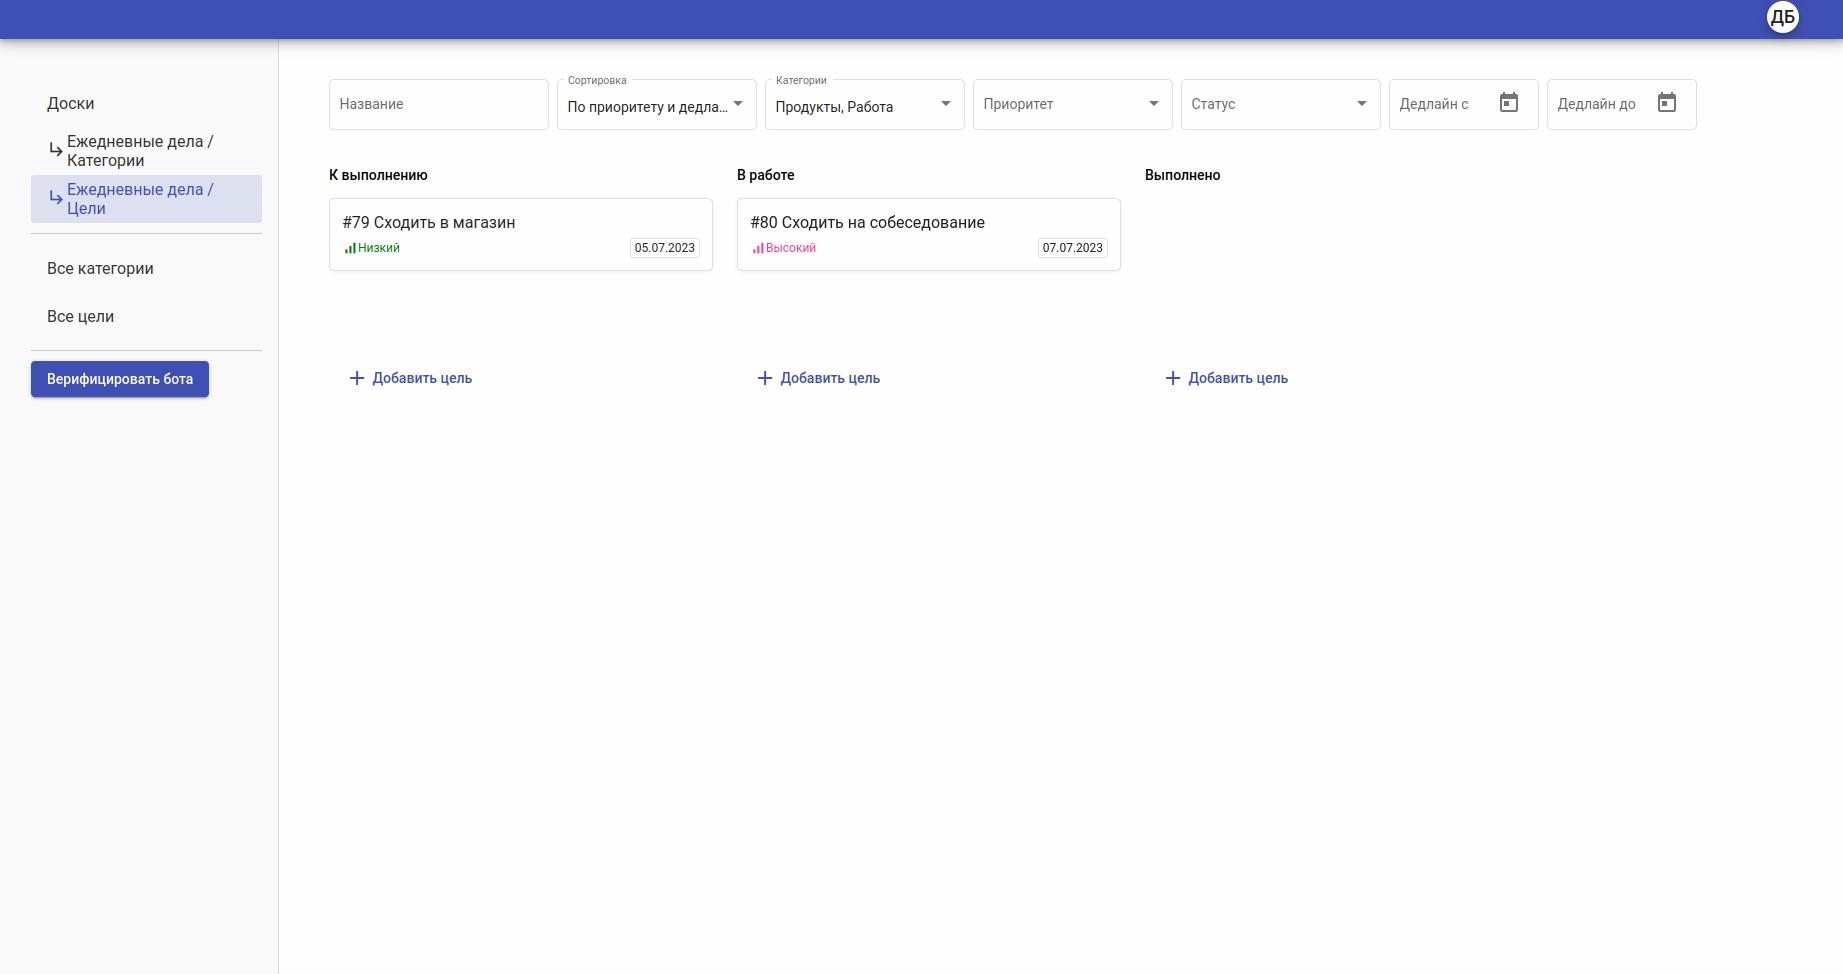 ДБ
Доски
Ежедневные дела /
Категории
Ежедневные дела /
Цели
Все категории
Все цели
Верифицировать бота
Название
Сортировка
По приоритету и дедла...
Категории
Продукты, Работа
Приоритет
Статус
Дедлайн с
Дедлайн до
К выполнению
#79 Сходить в магазин
Низкий
05.07.2023
Добавить цель
В работе
#80 Сходить на собеседование
Высокий
07.07.2023
Добавить цель
Выполнено
Добавить цель